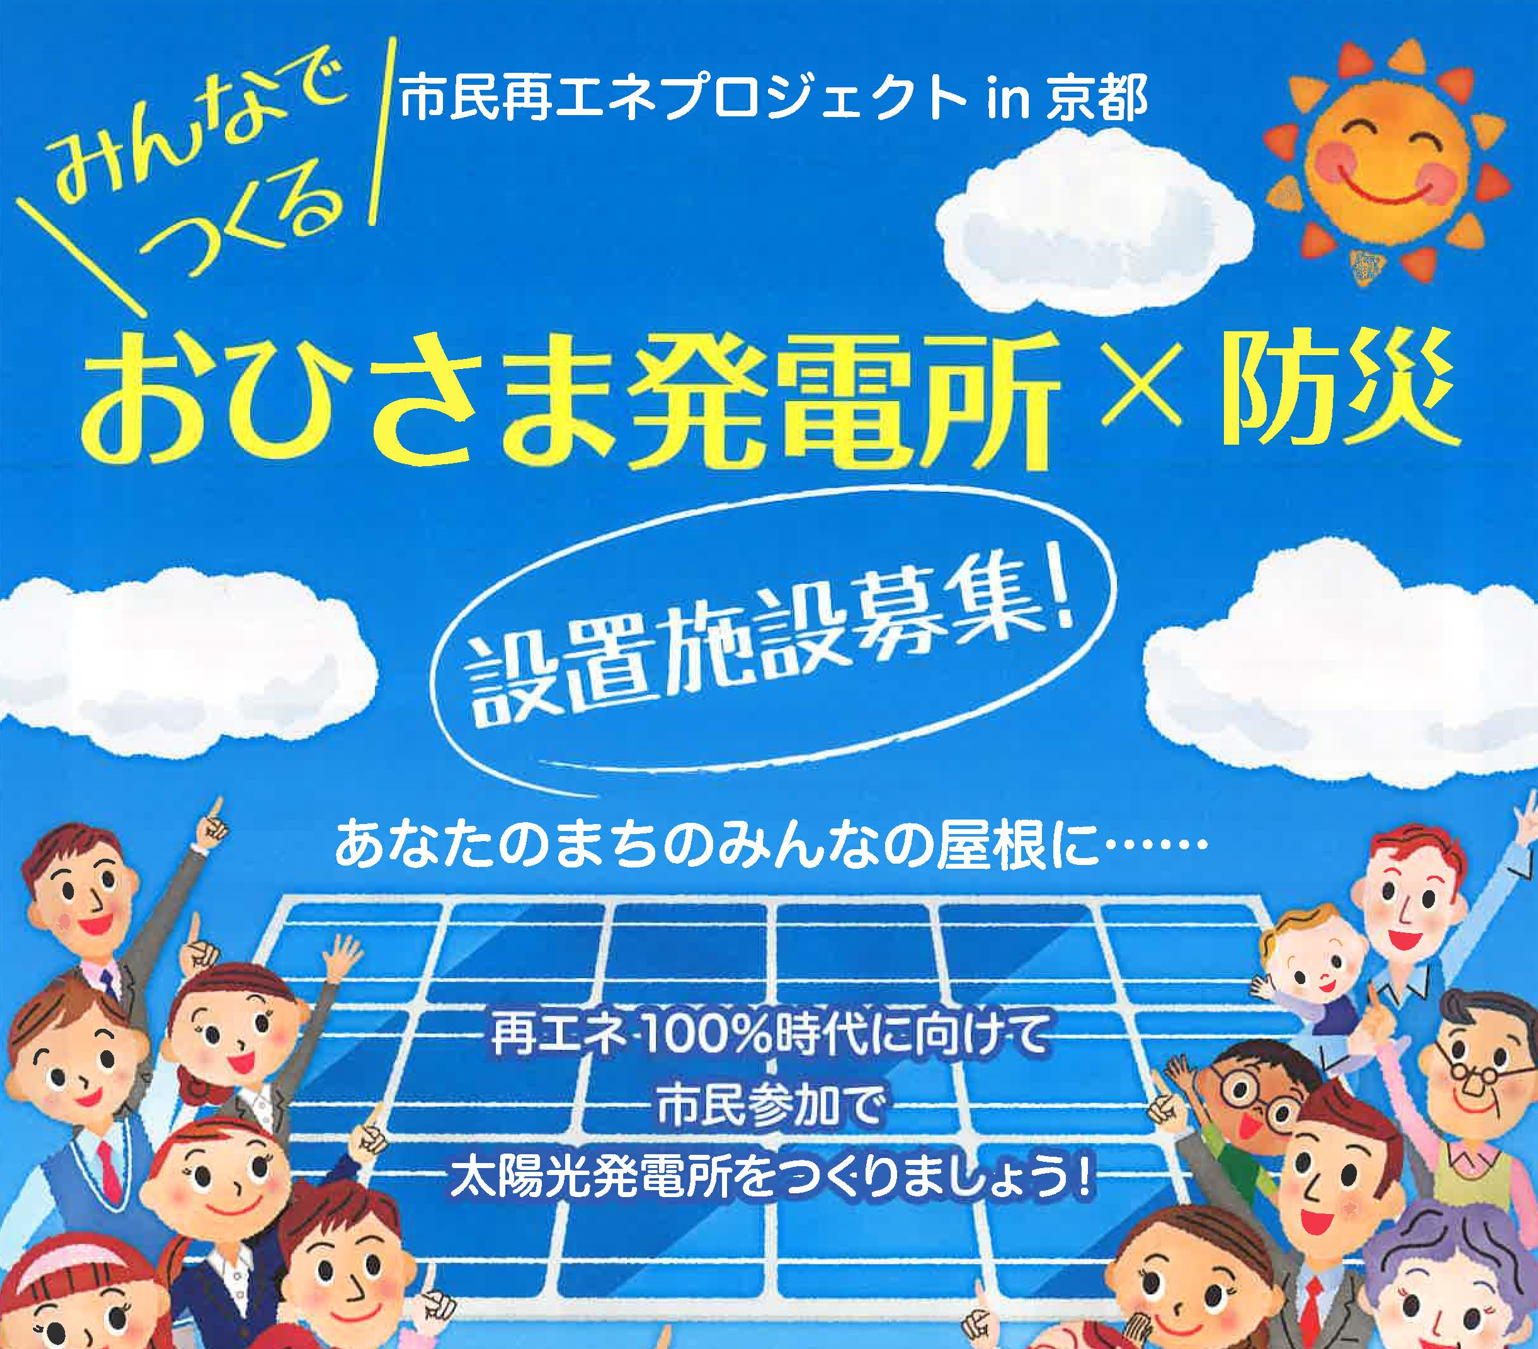 みんなで
つくる
市民再エネプロジェクト in 京都
おひさま発電所×防災
設置施設募集!
あなたのまちのみんなの屋根に……
再エネ100%時代に向けて
市民参加で
太陽光発電所をつくりましょう!